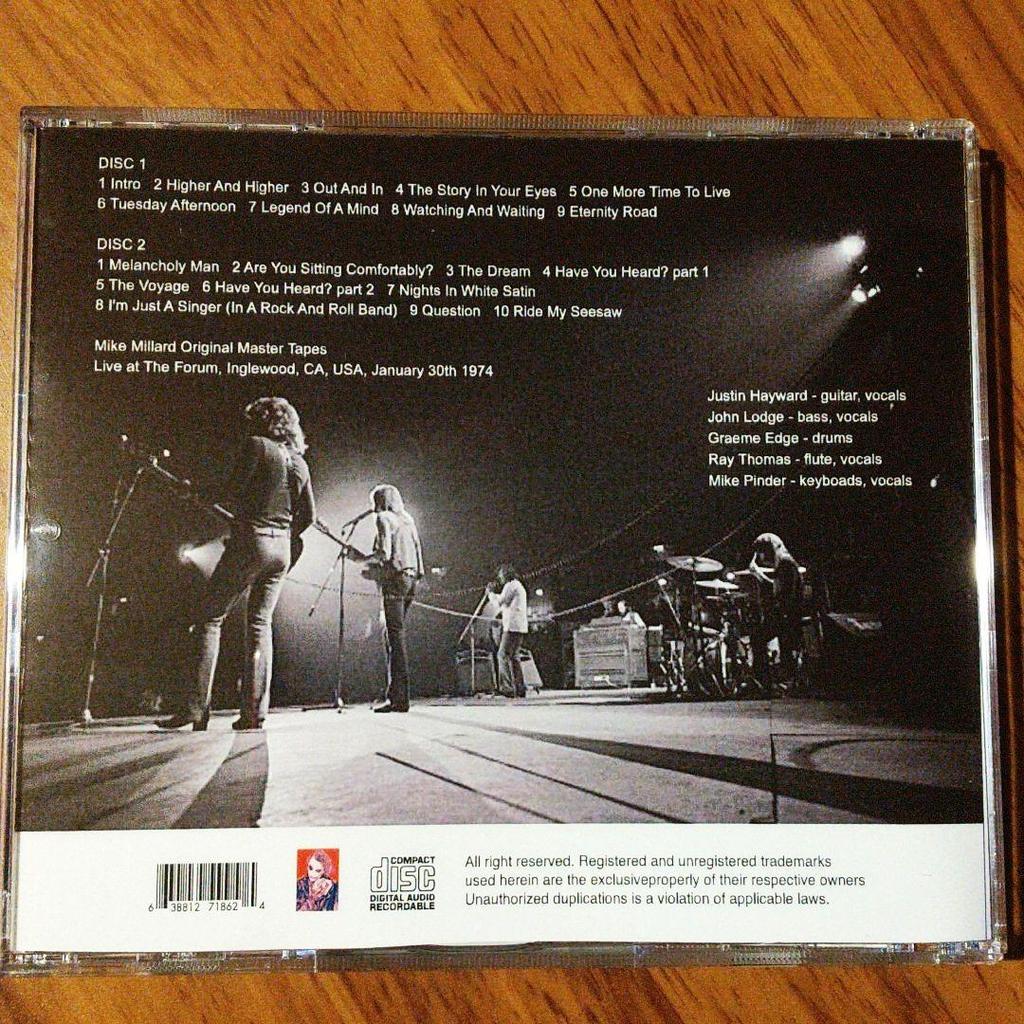 DISC 1
1 Intro 2 Higher And Higher 3 Out And In 4 The Story In Your Eyes 5 One More Time To Live
6 Tuesday Afternoon 7 Legend Of A Mind 8 Watching And Waiting 9 Eternity Road
DISC 2
1 Melancholy Man 2 Are You Sitting Comfortably? 3 The Dream 4 Have You Heard? part 1
5 The Voyage 6 Have You Heard? part 2 7 Nights In White Satin
8 I'm Just A Singer (In A Rock And Roll Band) 9 Question 10 Ride My Seesaw
Mike Millard Original Master Tapes
Live at The Forum, Inglewood, CA, USA, January 30th 1974
Justin Hayward - guitar, vocals
John Lodge - bass, vocals
Graeme Edge - drums
Ray Thomas - flute, vocals
Mike Pinder - keyboads, vocals
6 38812 71862 4
COMPACT
disc
DIGITAL AUDIO
RECORDABLE
All right reserved. Registered and unregistered trademarks
used herein are the exclusiveproperly of their respective owners
Unauthorized duplications is a violation of applicable laws.